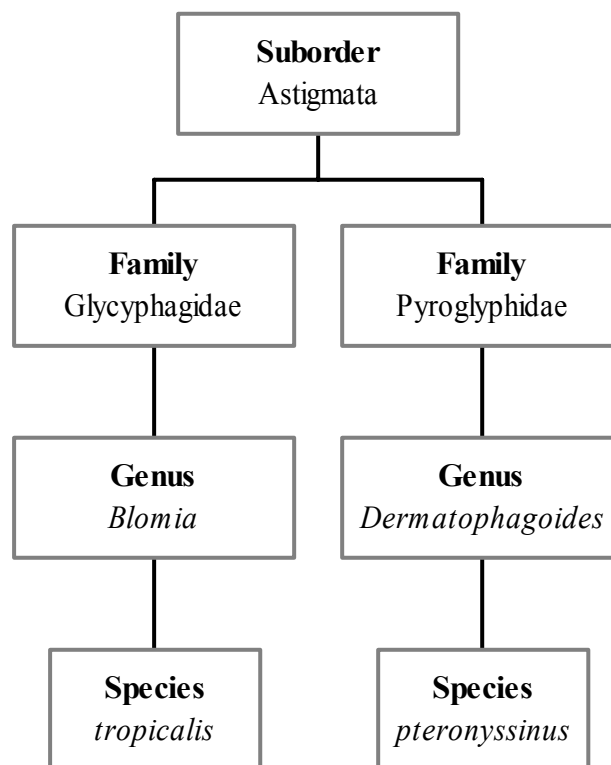 Suborder
Astigmata
Family
Glycyphagidae
Family
Pyroglyphidae
Genus
Blomia
Genus
Dermatophagoides
Species
tropicalis
Species
pteronyssinus